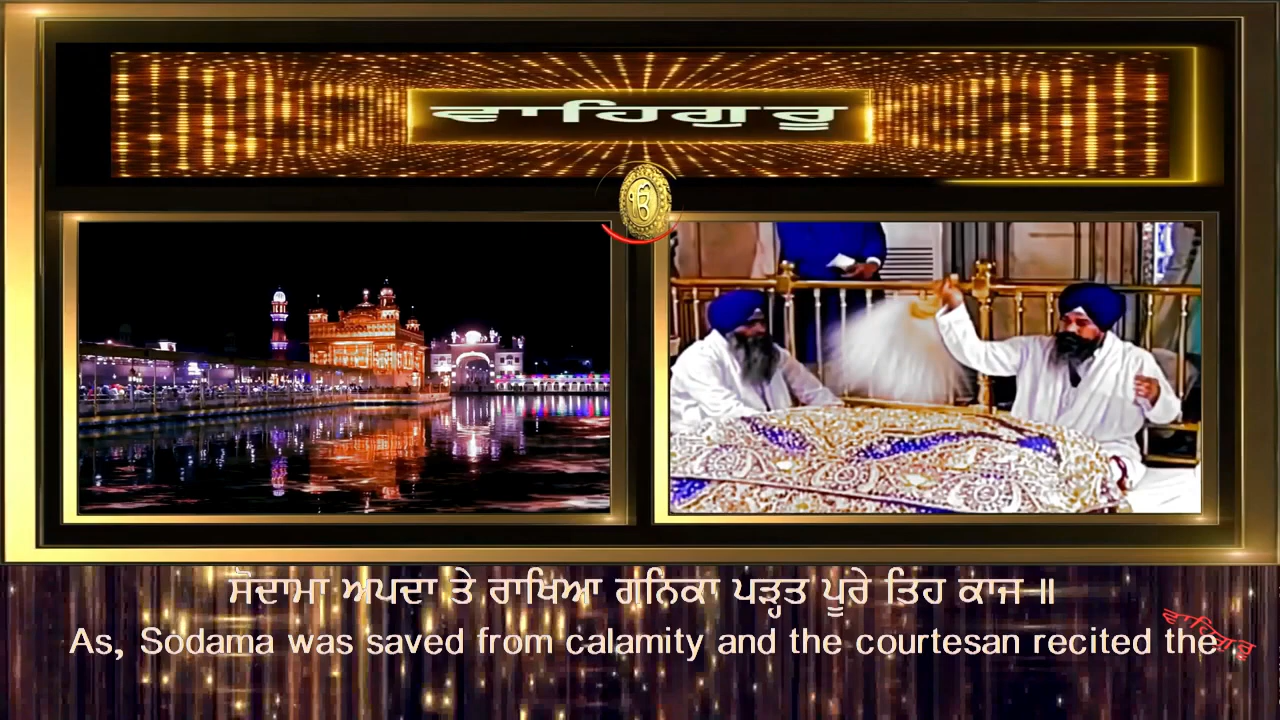 ਵਾਹਿਗੁਰੂ
ੴ
ਸੋਦਾਮਾ ਅਪਦਾ ਤੇ ਰਾਖਿਆ ਗਨਿਕਾ ਪੜ੍ਹਤ ਪੂਰੇ ਤਿਹ ਕਾਜ ॥
As, Sodama was saved from calamity and the courtesan recited the
ਵਾਹਿਗੁਰੂ